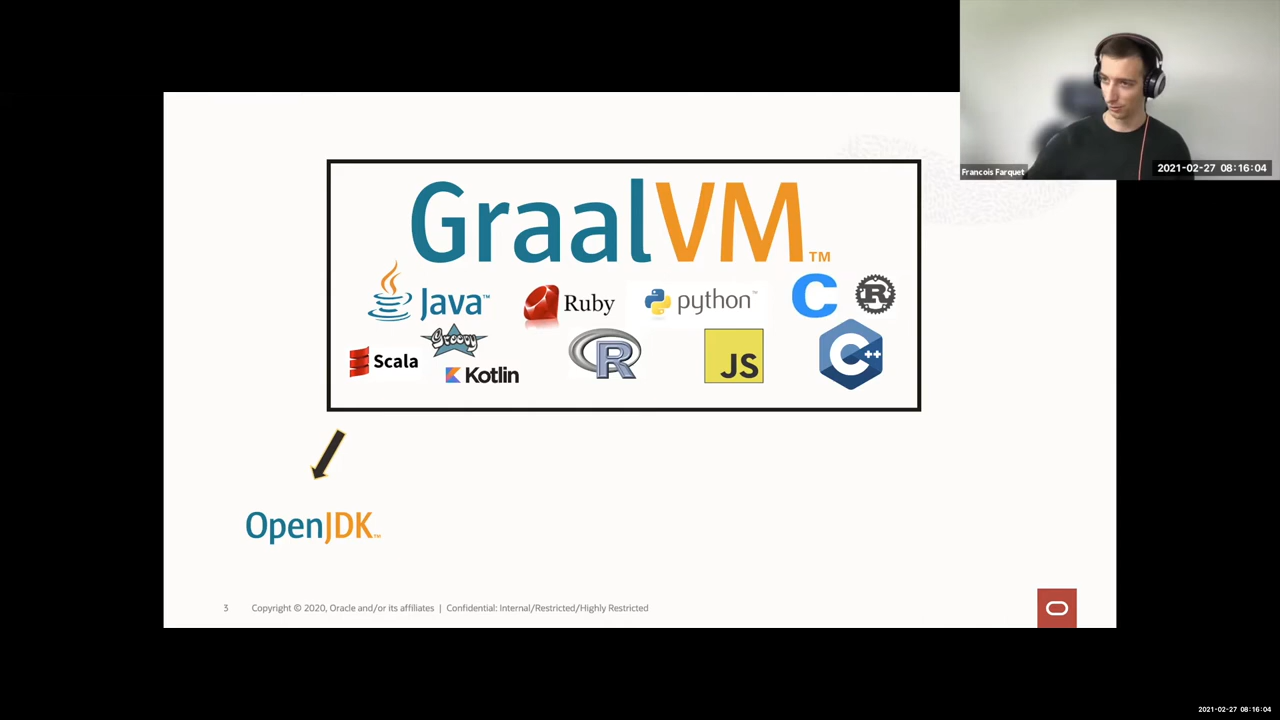 Francois Farquet
2021-02-27 08:16:04
GraalVM™
Java™
Ruby
python™
C
R
Scala
Groovy
Kotlin
R
JS
C++
OpenJDK™
3 Copyright © 2020, Oracle and/or its affiliates | Confidential: Internal/Restricted/Highly Restricted
2021-02-27 08:16:04